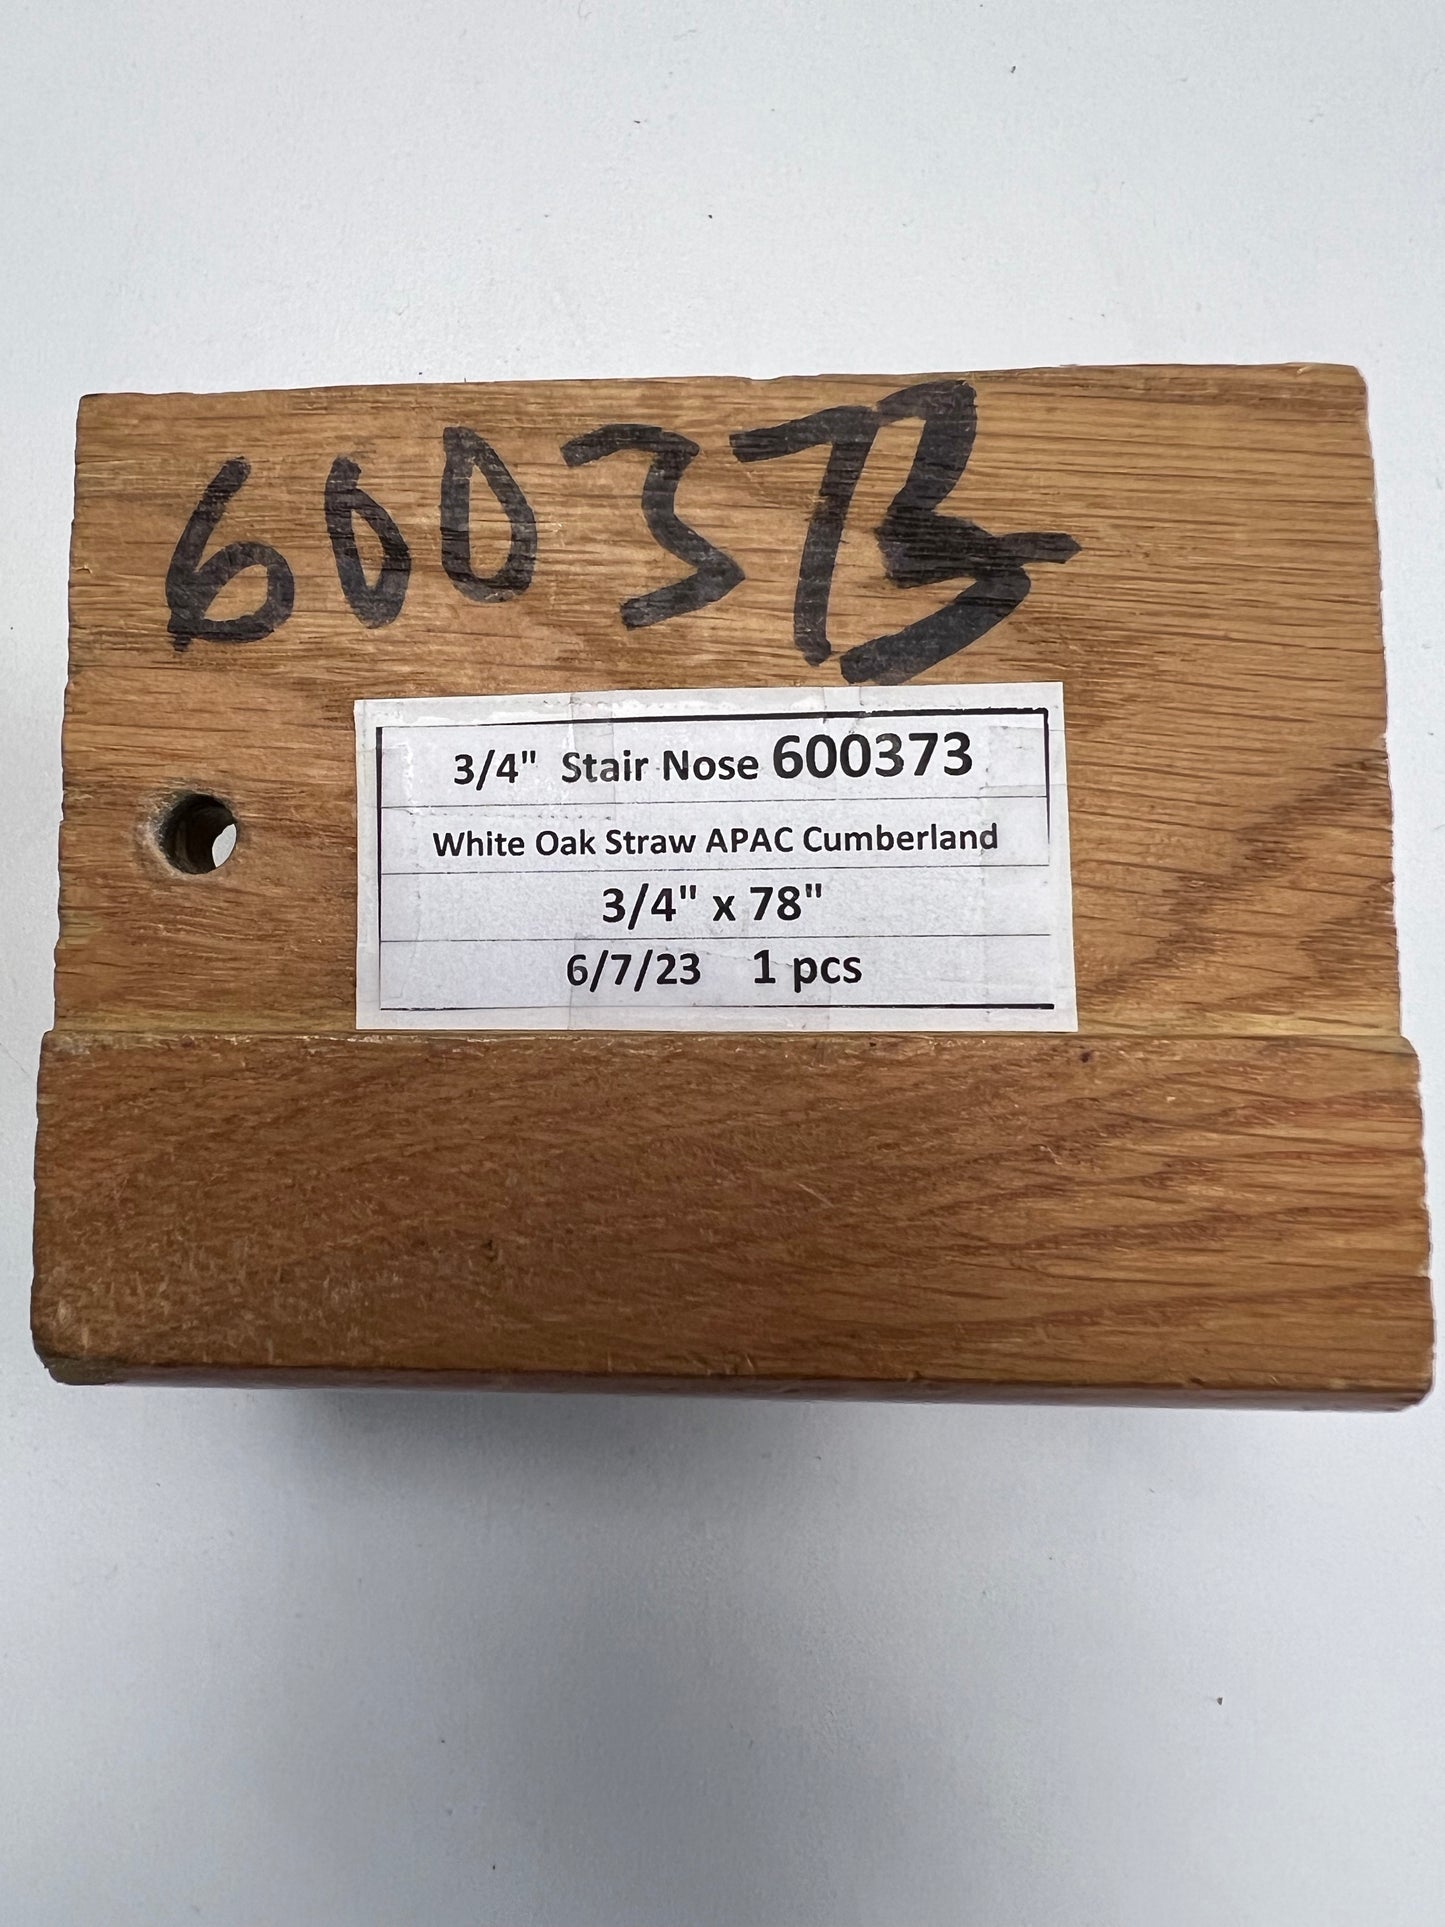 600373
3/4" Stair Nose 600373
White Oak Straw APAC Cumberland
3/4" x 78"
6/7/23 1 pcs